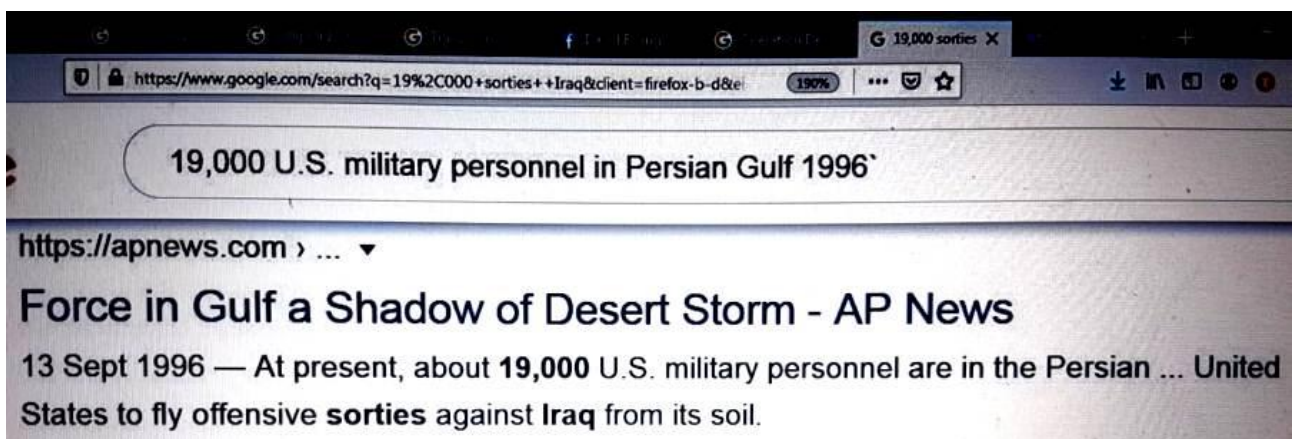 G 19,000 sorties X
https://www.google.com/search?q=19%2C000+sorties++Iraq&client=firefox-b-d&ei 190%
19,000 U.S. military personnel in Persian Gulf 1996`
https://apnews.com › ... ▼
Force in Gulf a Shadow of Desert Storm - AP News
13 Sept 1996 — At present, about 19,000 U.S. military personnel are in the Persian ... United
States to fly offensive sorties against Iraq from its soil.